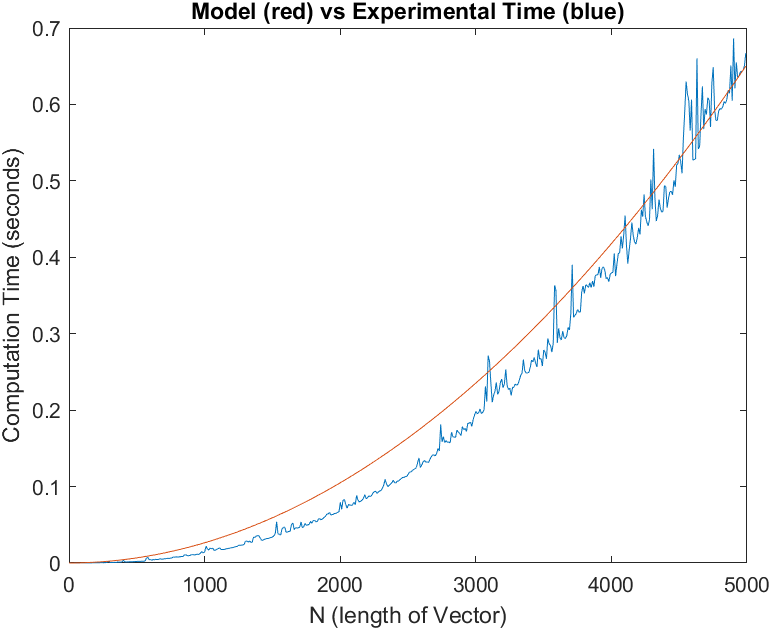 Model (red) vs Experimental Time (blue)
0.7
0.6
0.5
0.4
0.3
0.2
0.1
0
Computation Time (seconds)
0 1000 2000 3000 4000 5000
N (length of Vector)